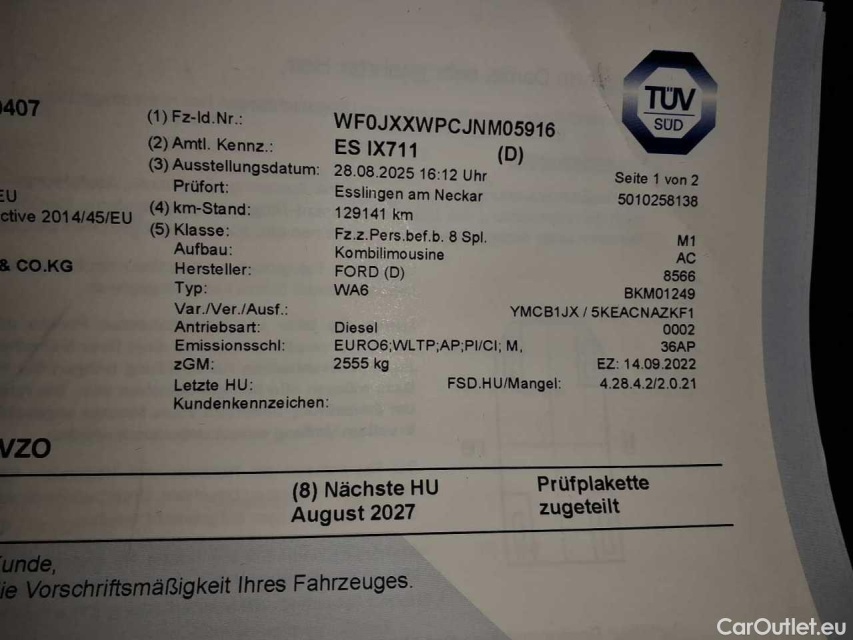 0407
(1) Fz-Id.Nr.: WF0JXXWPCJNM05916
(2) Amtl. Kennz.: ES IX711 (D)
(3) Ausstellungsdatum: 28.08.2025 16:12 Uhr
Seite 1 von 2
Prüfort: Esslingen am Neckar
5010258138
(4) km-Stand: 129141 km
EU
ctive 2014/45/EU
(5) Klasse: Fz.z.Pers.bef.b. 8 Spl. M1
Aufbau: Kombilimousine AC
& CO.KG
Hersteller: FORD (D) 8566
Typ: WA6 BKM01249
Var./Ver./Ausf.: YMCB1JX / 5KEACNAZKF1
Antriebsart: Diesel 0002
Emissionsschl: EURO6;WLTP;AP;PI/CI; M, 36AP
zGM: 2555 kg EZ: 14.09.2022
Letzte HU: FSD.HU/Mangel: 4.28.4.2/2.0.21
Kundenkennzeichen:
VZO
(8) Nächste HU Prüfplakette
August 2027 zugeteilt
unde,
ie Vorschriftsmäßigkeit Ihres Fahrzeuges.
TÜV
SÜD
CarOutlet.eu